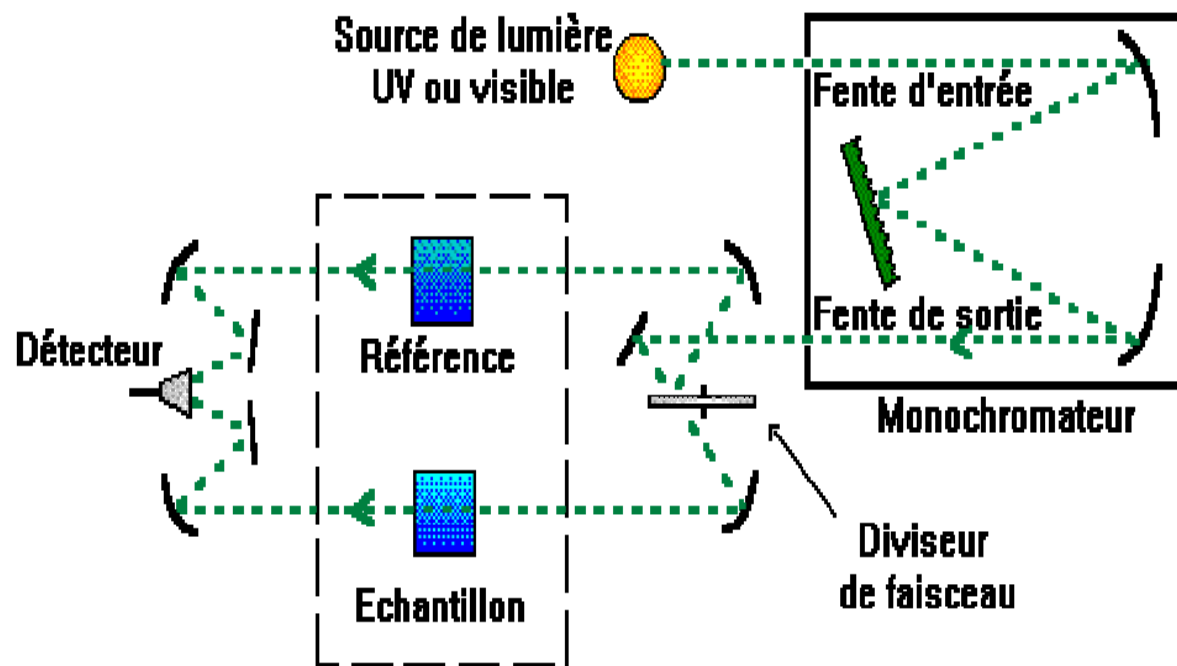 Source de lumière
UV ou visible
Fente d'entrée
Fente de sortie
Monochromateur
Détecteur
Référence
Echantillon
Diviseur
de faisceau